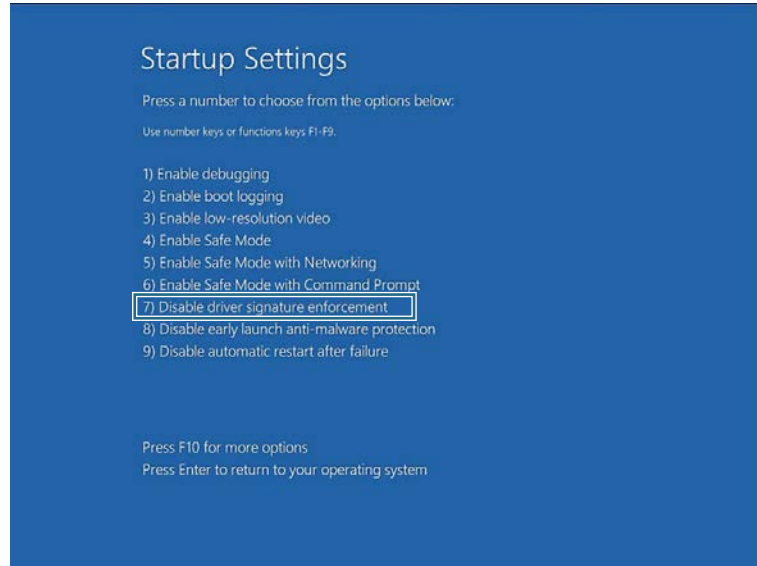 Startup Settings
Press a number to choose from the options below:
Use number keys or functions keys F1-F9.
1) Enable debugging
2) Enable boot logging
3) Enable low-resolution video
4) Enable Safe Mode
5) Enable Safe Mode with Networking
6) Enable Safe Mode with Command Prompt
7) Disable driver signature enforcement
8) Disable early launch anti-malware protection
9) Disable automatic restart after failure
Press F10 for more options
Press Enter to return to your operating system